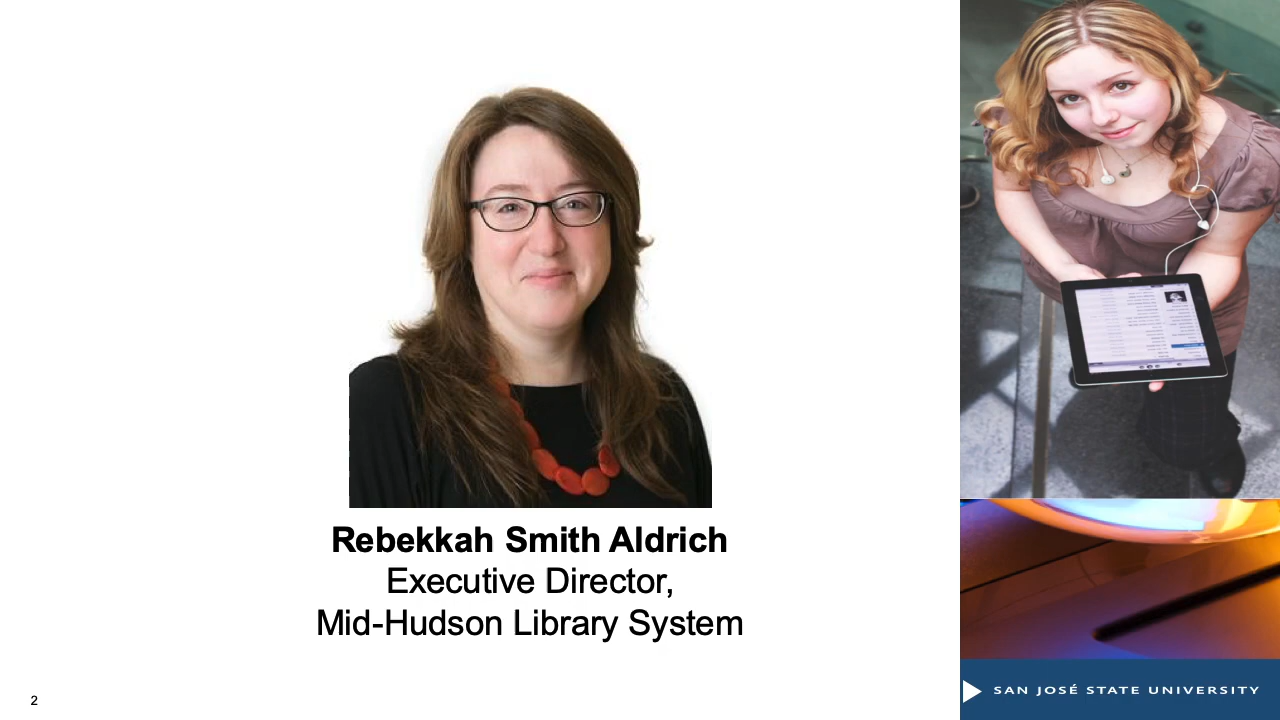 Rebekkah Smith Aldrich
Executive Director,
Mid-Hudson Library System
2
SAN JOSÉ STATE UNIVERSITY